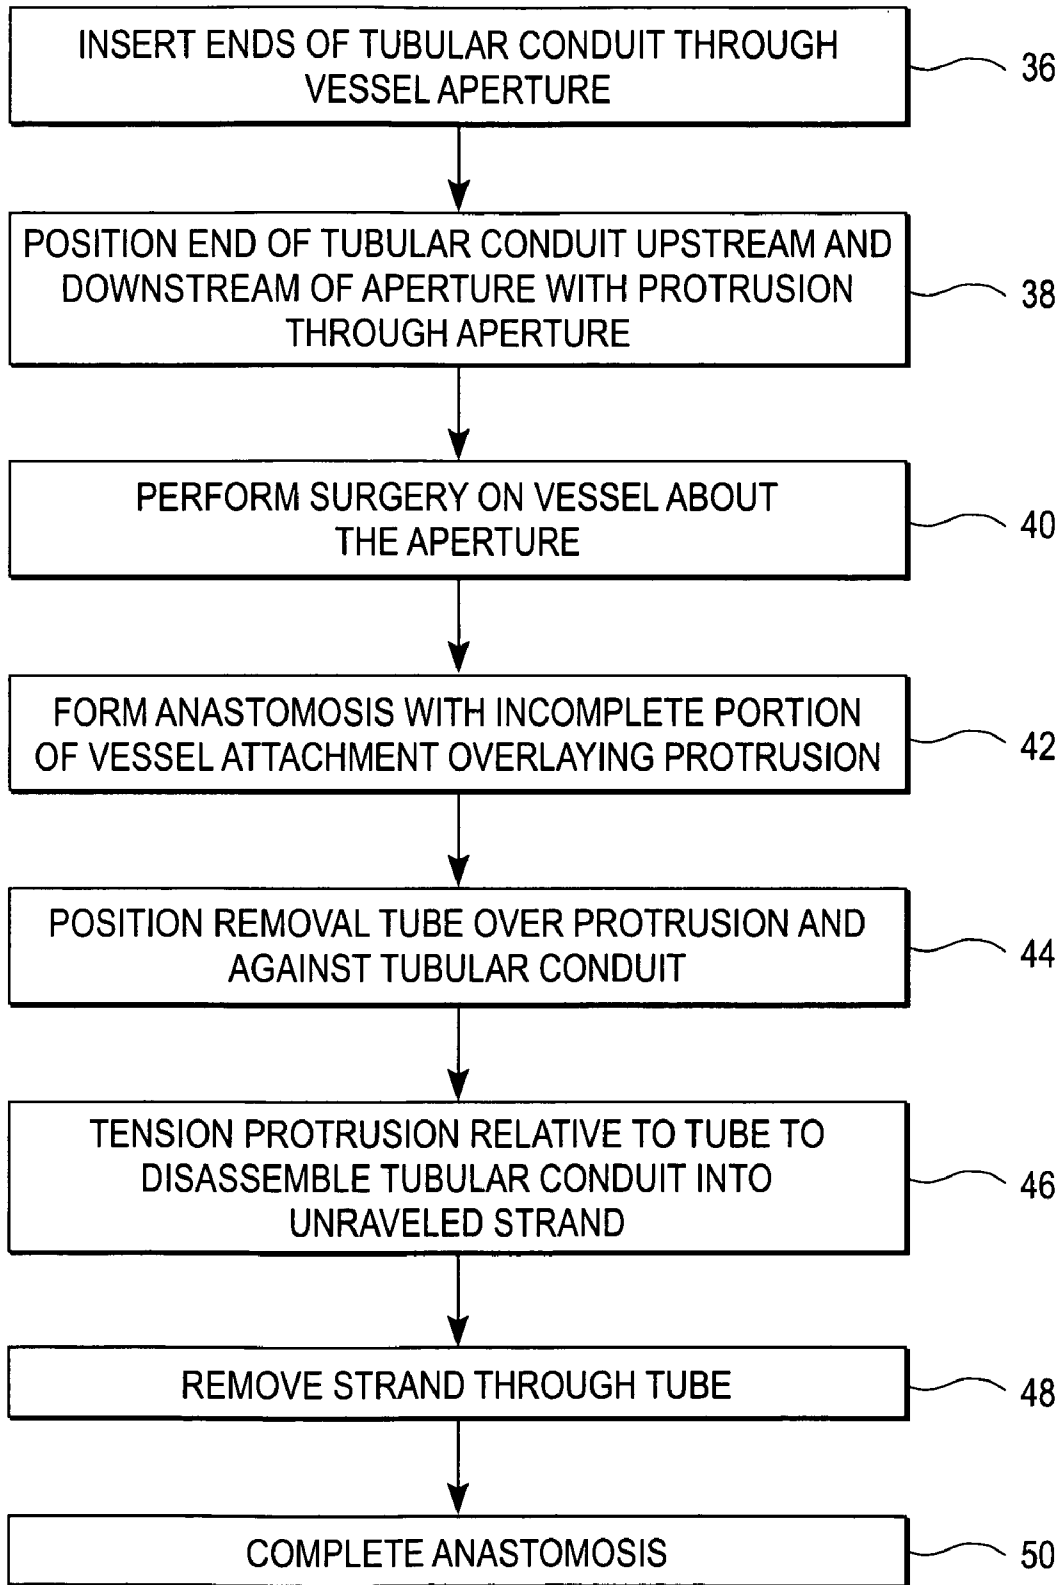 INSERT ENDS OF TUBULAR CONDUIT THROUGH
VESSEL APERTURE
36
POSITION END OF TUBULAR CONDUIT UPSTREAM AND
DOWNSTREAM OF APERTURE WITH PROTRUSION
THROUGH APERTURE
38
PERFORM SURGERY ON VESSEL ABOUT
THE APERTURE
40
FORM ANASTOMOSIS WITH INCOMPLETE PORTION
OF VESSEL ATTACHMENT OVERLAYING PROTRUSION
42
POSITION REMOVAL TUBE OVER PROTRUSION AND
AGAINST TUBULAR CONDUIT
44
TENSION PROTRUSION RELATIVE TO TUBE TO
DISASSEMBLE TUBULAR CONDUIT INTO
UNRAVELED STRAND
46
REMOVE STRAND THROUGH TUBE
48
COMPLETE ANASTOMOSIS
50